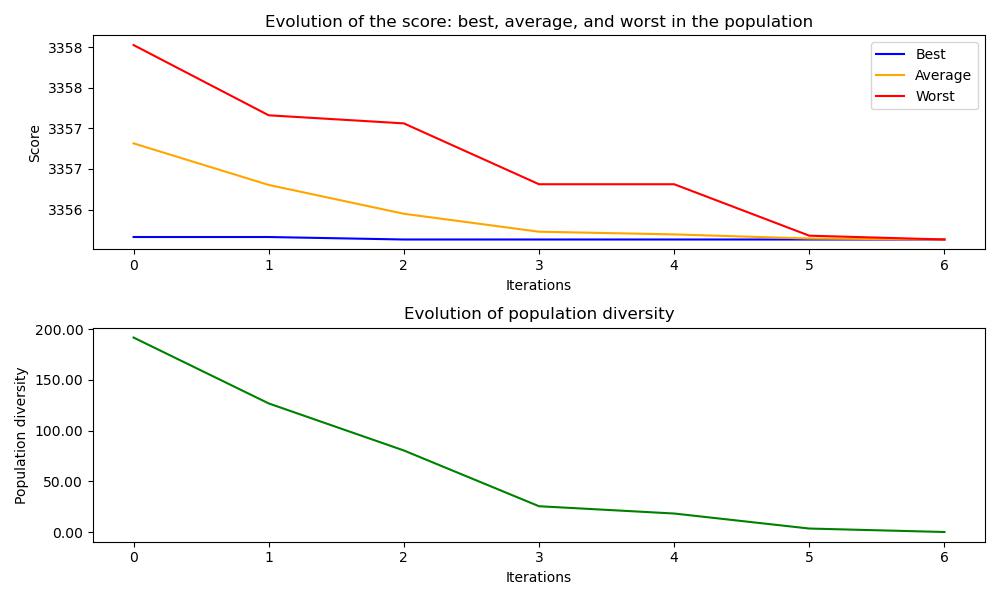 Evolution of the score: best, average, and worst in the population
3358
3358
3357
3357
3356
Score
Best
Average
Worst
0 1 2 3 4 5 6
Iterations
Evolution of population diversity
200.00
150.00
100.00
50.00
0.00
Population diversity
0 1 2 3 4 5 6
Iterations